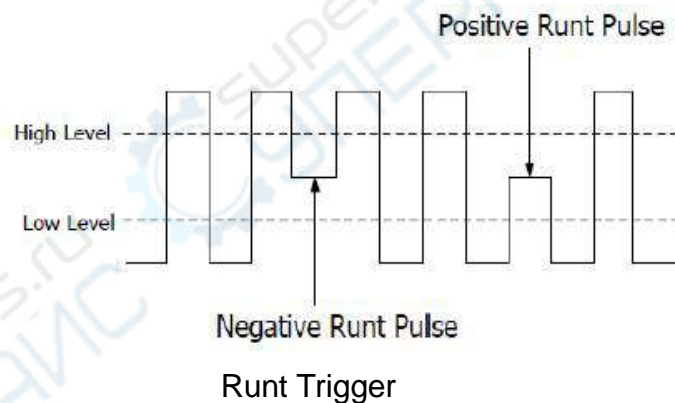 Positive Runt Pulse
High Level
Low Level
Negative Runt Pulse
Runt Trigger